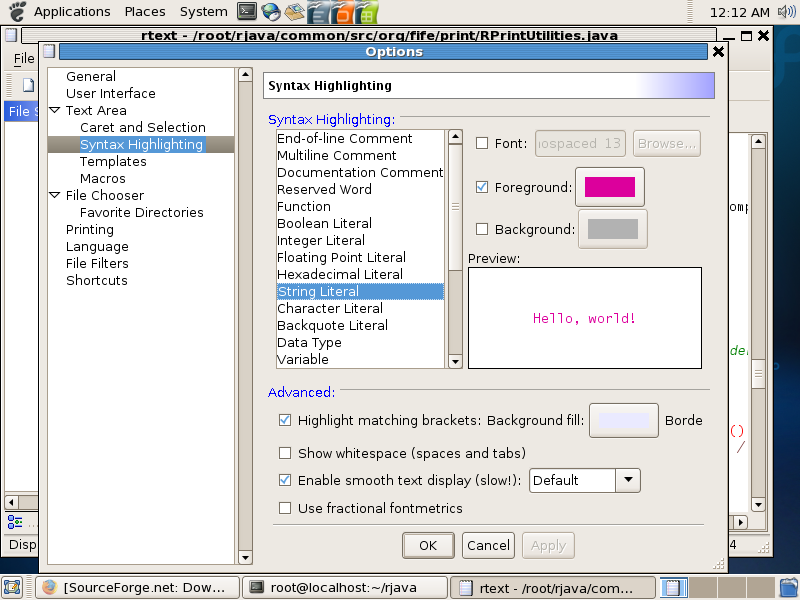 Applications Places System 12:12 AM
rtext - /root/rjava/common/src/org/fife/print/RPrintUtilities.java
File
Options
File S
General
User Interface
Text Area
Caret and Selection
Syntax Highlighting
Templates
Macros
File Chooser
Favorite Directories
Printing
Language
File Filters
Shortcuts
Syntax Highlighting
Syntax Highlighting:
End-of-line Comment
Multiline Comment
Documentation Comment
Reserved Word
Function
Boolean Literal
Integer Literal
Floating Point Literal
Hexadecimal Literal
String Literal
Character Literal
Backquote Literal
Data Type
Variable
Font: ospaced 13 Browse...
Foreground:
Background:
Preview:
Hello, world!
Advanced:
Highlight matching brackets: Background fill: Borde
Show whitespace (spaces and tabs)
Enable smooth text display (slow!): Default
Use fractional fontmetrics
OK Cancel Apply
omp
de
()
/
...
Disp
4
[SourceForge.net: Dow... root@localhost:~/rjava rtext - /root/rjava/com...